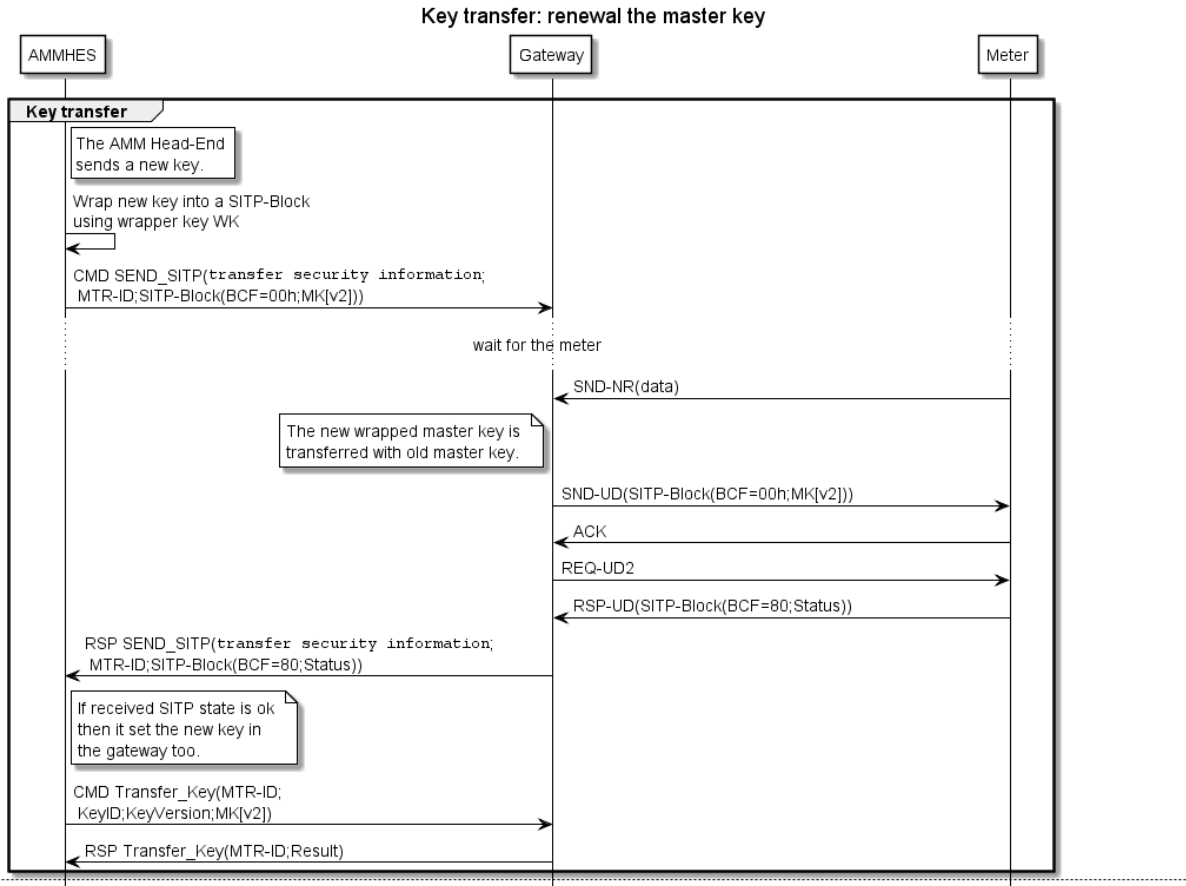 Key transfer: renewal the master key
AMMHES
Gateway
Meter
Key transfer
The AMM Head-End
sends a new key.
Wrap new key into a SITP-Block
using wrapper key WK
CMD SEND_SITP(transfer security information;
MTR-ID;SITP-Block(BCF=00h;MK[v2]))
wait for the meter
SND-NR(data)
The new wrapped master key is
transferred with old master key.
SND-UD(SITP-Block(BCF=00h;MK[v2]))
ACK
REQ-UD2
RSP-UD(SITP-Block(BCF=80;Status))
RSP SEND_SITP(transfer security information;
MTR-ID;SITP-Block(BCF=80;Status))
If received SITP state is ok
then it set the new key in
the gateway too.
CMD Transfer_Key(MTR-ID;
KeyID;KeyVersion;MK[v2])
RSP Transfer_Key(MTR-ID;Result)